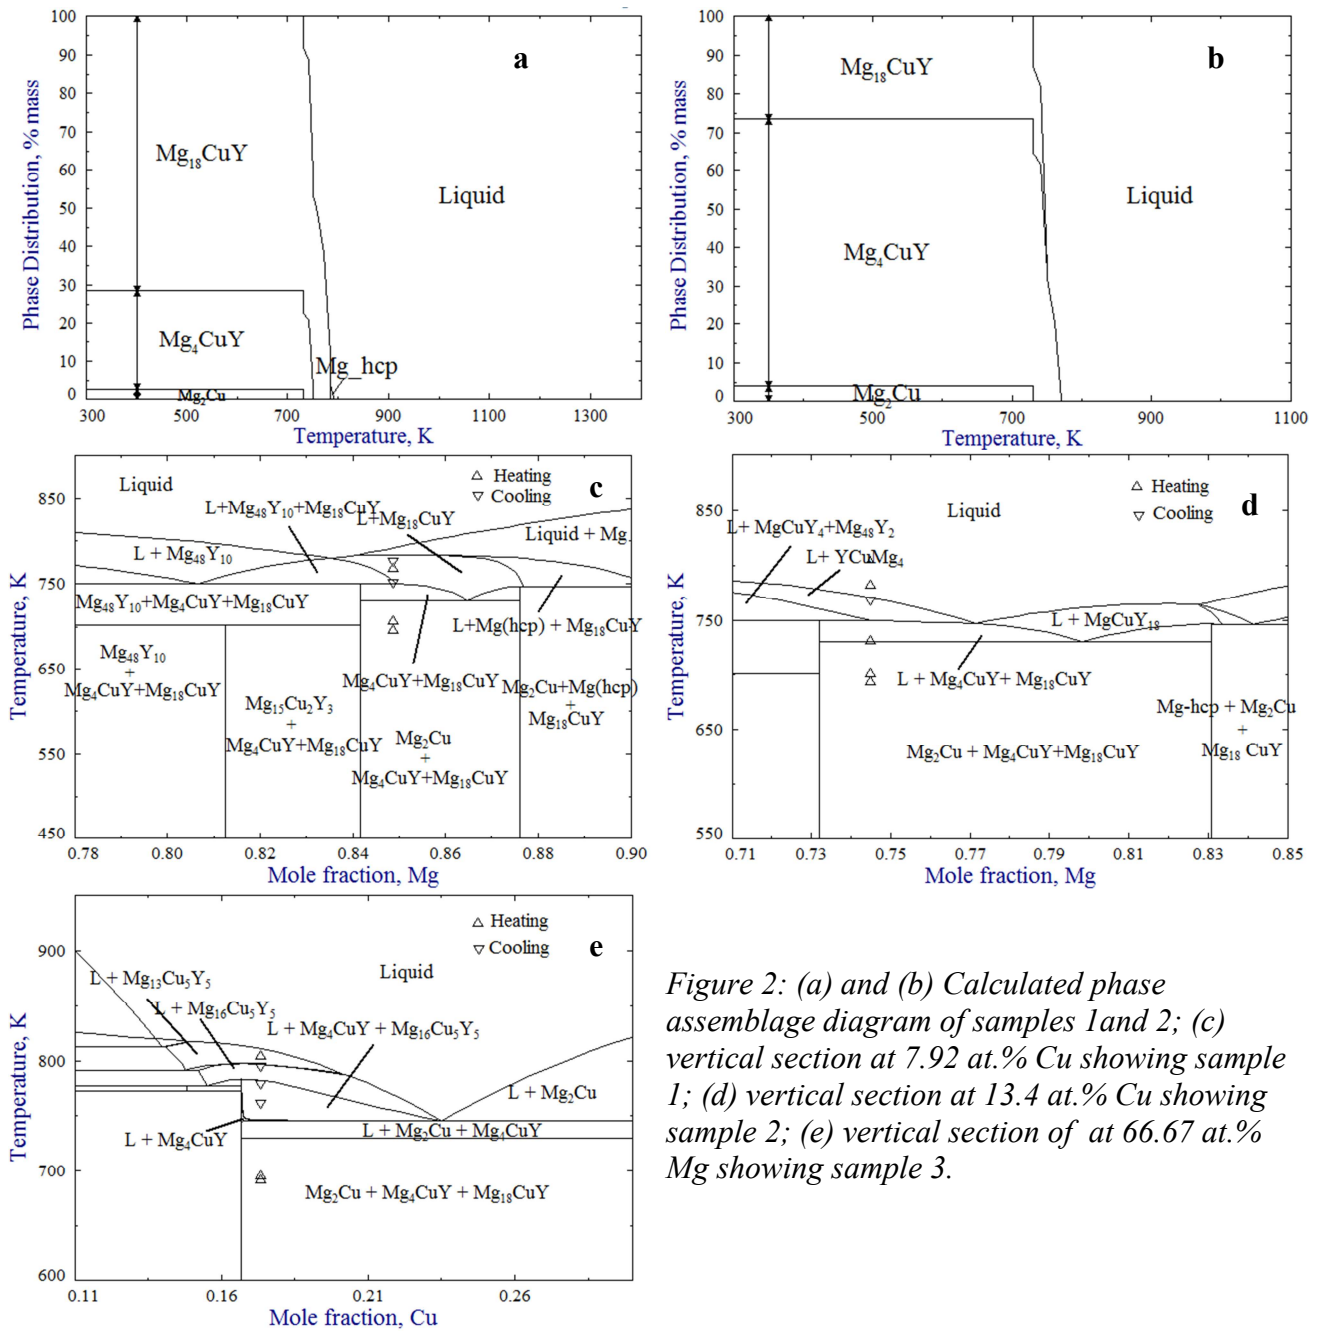 100
90
80
70
60
50
40
30
20
10
0
Phase Distribution, % mass
a
Mg₁₈CuY
Liquid
Mg₄CuY
Mg_hcp
Mg₂Cu
300 500 700 900 1100 1300
Temperature, K
100
90
80
70
60
50
40
30
20
10
0
Phase Distribution, % mass
b
Mg₁₈CuY
Liquid
Mg₄CuY
Mg₂Cu
300 500 700 900 1100
Temperature, K
850
750
650
550
450
Temperature, K
△ Heating
▽ Cooling
c
Liquid
L+Mg₄₈Y₁₀+Mg₁₈CuY
L+Mg₁₈CuY
Liquid + Mg
L + Mg₄₈Y₁₀
Mg₄₈Y₁₀+Mg₄CuY+Mg₁₈CuY
L+Mg(hcp) + Mg₁₈CuY
Mg₄₈Y₁₀
+
Mg₄CuY+Mg₁₈CuY
Mg₁₅Cu₂Y₃
+
Mg₄CuY+Mg₁₈CuY
Mg₄CuY+Mg₁₈CuY
Mg₂Cu
+
Mg₄CuY+Mg₁₈CuY
Mg₂Cu+Mg(hcp)
+
Mg₁₈CuY
0.78 0.80 0.82 0.84 0.86 0.88 0.90
Mole fraction, Mg
850
750
650
550
Temperature, K
△ Heating
▽ Cooling
d
Liquid
L+ MgCuY₄+Mg₄₈Y₂
L+ YCuMg₄
L + MgCuY₁₈
L + Mg₄CuY+ Mg₁₈CuY
Mg₂Cu + Mg₄CuY+Mg₁₈CuY
Mg-hcp + Mg₂Cu
+
Mg₁₈ CuY
0.71 0.73 0.75 0.77 0.79 0.81 0.83 0.85
Mole fraction, Mg
900
800
700
600
Temperature, K
△ Heating
▽ Cooling
e
Liquid
L + Mg₁₃Cu₅Y₅
L + Mg₁₆Cu₅Y₅
L + Mg₄CuY + Mg₁₆Cu₅Y₅
L + Mg₂Cu
L + Mg₄CuY
L + Mg₂Cu + Mg₄CuY
Mg₂Cu + Mg₄CuY + Mg₁₈CuY
0.11 0.16 0.21 0.26
Mole fraction, Cu
Figure 2: (a) and (b) Calculated phase
assemblage diagram of samples 1and 2; (c)
vertical section at 7.92 at.% Cu showing sample
1; (d) vertical section at 13.4 at.% Cu showing
sample 2; (e) vertical section of at 66.67 at.%
Mg showing sample 3.